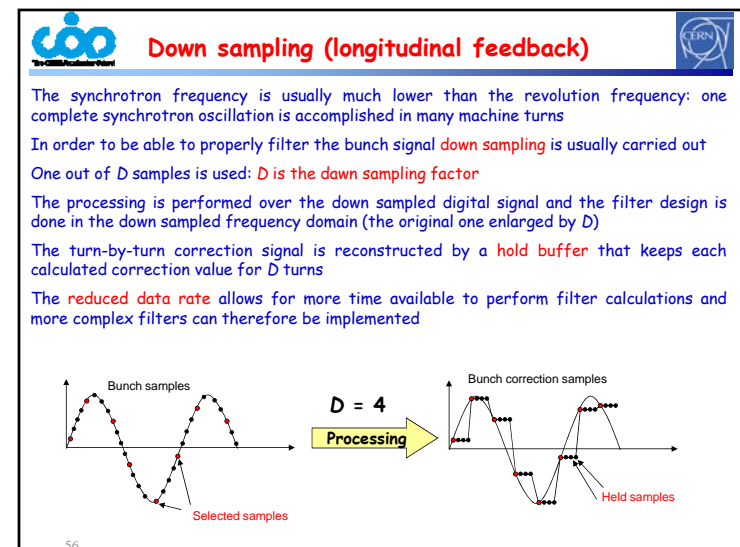 Down sampling (longitudinal feedback)
CERN
The synchrotron frequency is usually much lower than the revolution frequency: one
complete synchrotron oscillation is accomplished in many machine turns
In order to be able to properly filter the bunch signal down sampling is usually carried out
One out of D samples is used: D is the dawn sampling factor
The processing is performed over the down sampled digital signal and the filter design is
done in the down sampled frequency domain (the original one enlarged by D)
The turn-by-turn correction signal is reconstructed by a hold buffer that keeps each
calculated correction value for D turns
The reduced data rate allows for more time available to perform filter calculations and
more complex filters can therefore be implemented
Bunch samples
D = 4
Processing
Bunch correction samples
Selected samples
Held samples
56